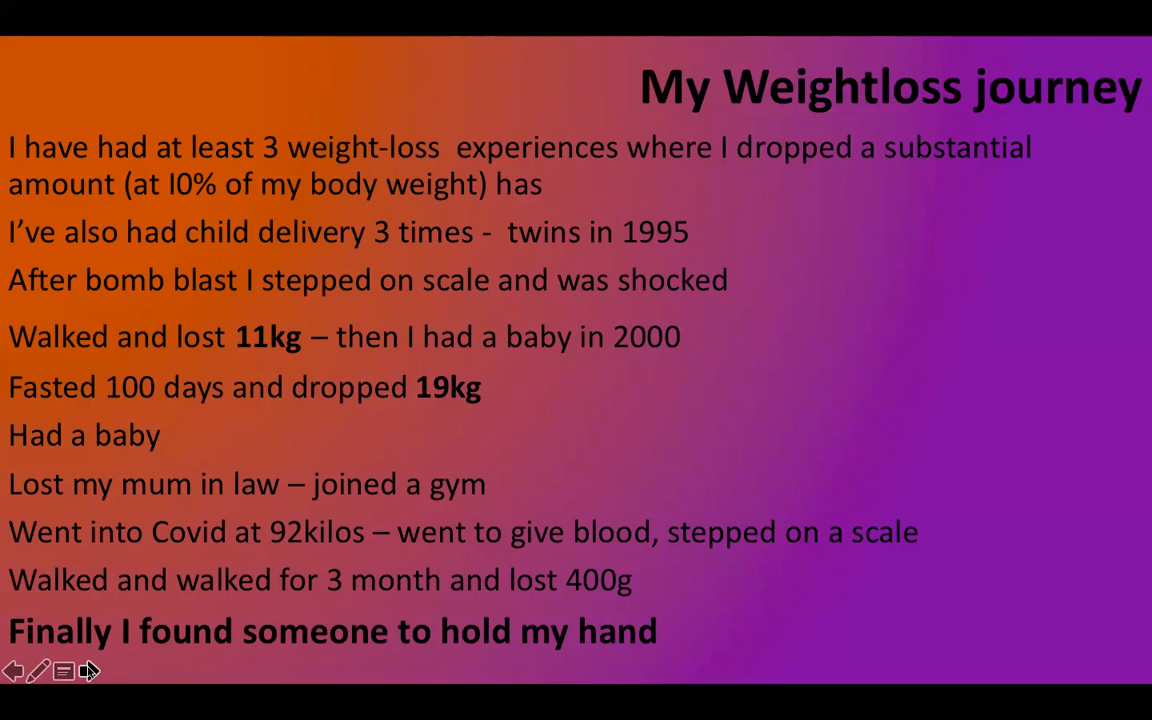 My Weightloss journey
I have had at least 3 weight-loss  experiences where I dropped a substantial
amount (at I0% of my body weight) has
I’ve also had child delivery 3 times -  twins in 1995
After bomb blast I stepped on scale and was shocked
Walked and lost 11kg – then I had a baby in 2000
Fasted 100 days and dropped 19kg
Had a baby
Lost my mum in law – joined a gym
Went into Covid at 92kilos – went to give blood, stepped on a scale
Walked and walked for 3 month and lost 400g
Finally I found someone to hold my hand